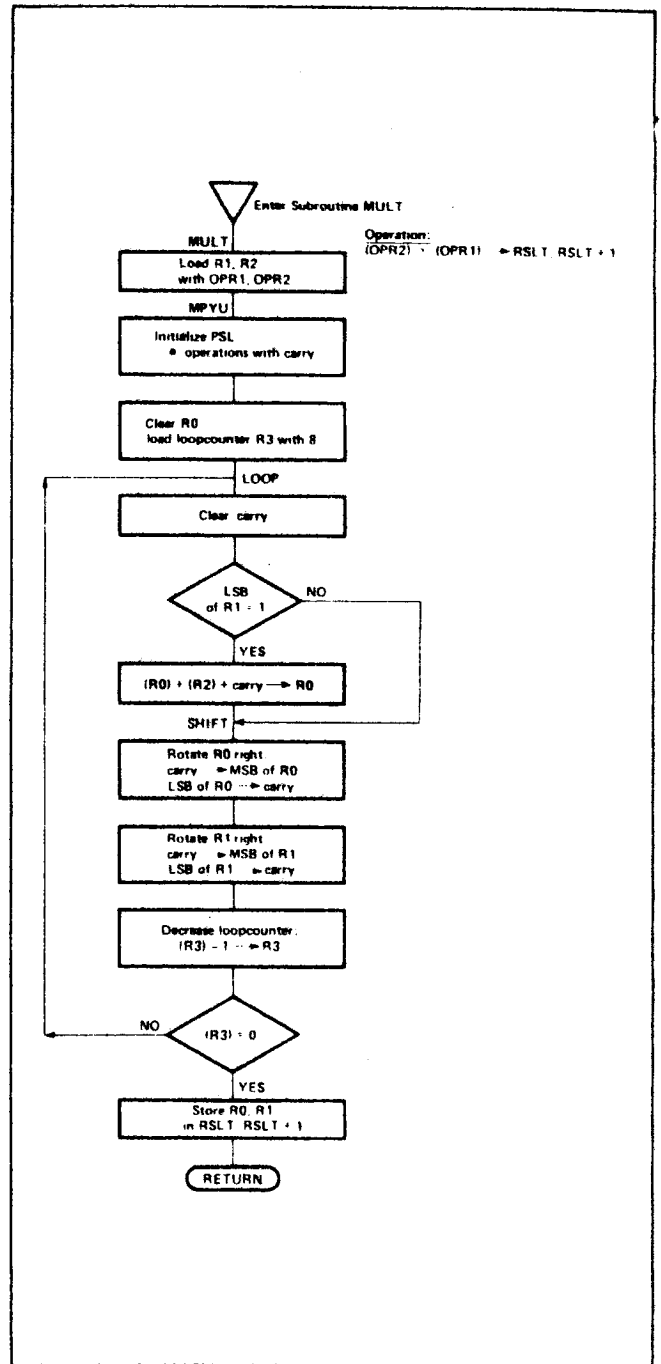 Enter Subroutine MULT
Operation:
(OPR2) · (OPR1) → RSLT, RSLT + 1
MULT
Load R1, R2
with OPR1, OPR2
MPYU
Initialize PSL
• operations with carry
Clear R0
load loopcounter R3 with 8
LOOP
Clear carry
LSB
of R1 = 1
NO
YES
(R0) + (R2) + carry → R0
SHIFT
Rotate R0 right
carry → MSB of R0
LSB of R0 → carry
Rotate R1 right
carry → MSB of R1
LSB of R1 → carry
Decrease loopcounter:
(R3) - 1 → R3
NO
(R3) = 0
YES
Store R0, R1
in RSLT, RSLT + 1
RETURN